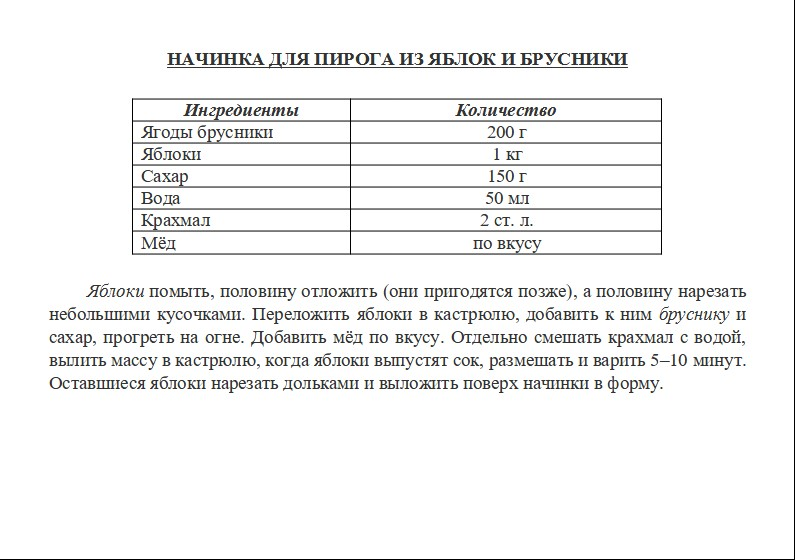 НАЧИНКА ДЛЯ ПИРОГА ИЗ ЯБЛОК И БРУСНИКИ
Ингредиенты Количество
Ягоды брусники 200 г
Яблоки 1 кг
Сахар 150 г
Вода 50 мл
Крахмал 2 ст. л.
Мёд по вкусу
Яблоки помыть, половину отложить (они пригодятся позже), а половину нарезать
небольшими кусочками. Переложить яблоки в кастрюлю, добавить к ним бруснику и
сахар, прогреть на огне. Добавить мёд по вкусу. Отдельно смешать крахмал с водой,
вылить массу в кастрюлю, когда яблоки выпустят сок, размешать и варить 5–10 минут.
Оставшиеся яблоки нарезать дольками и выложить поверх начинки в форму.